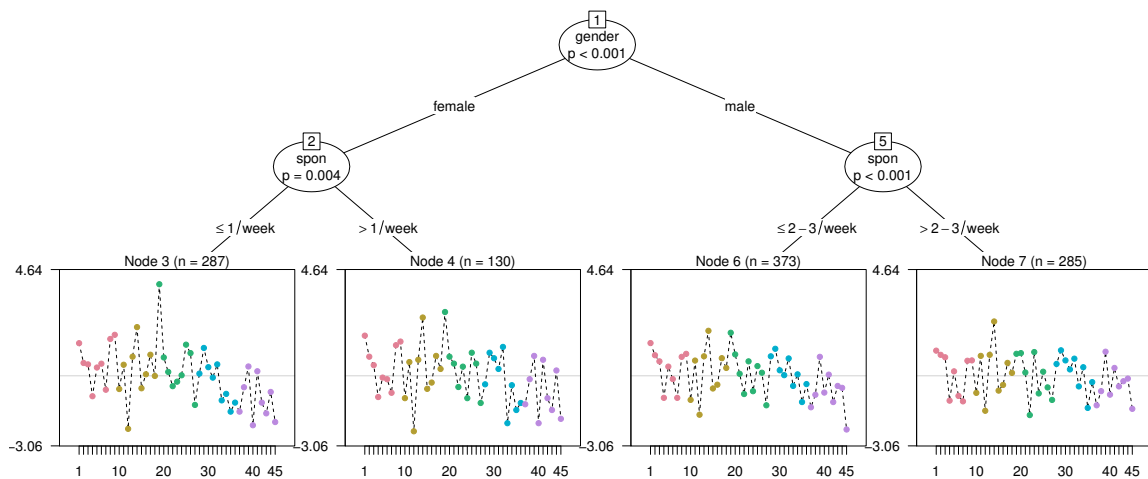 1
gender
p < 0.001
female
male
2
spon
p = 0.004
5
spon
p < 0.001
≤ 1/week
> 1/week
≤ 2−3/week
> 2−3/week
Node 3 (n = 287)
4.64
−3.06
1 10 20 30 40 45
Node 4 (n = 130)
4.64
−3.06
1 10 20 30 40 45
Node 6 (n = 373)
4.64
−3.06
1 10 20 30 40 45
Node 7 (n = 285)
4.64
−3.06
1 10 20 30 40 45